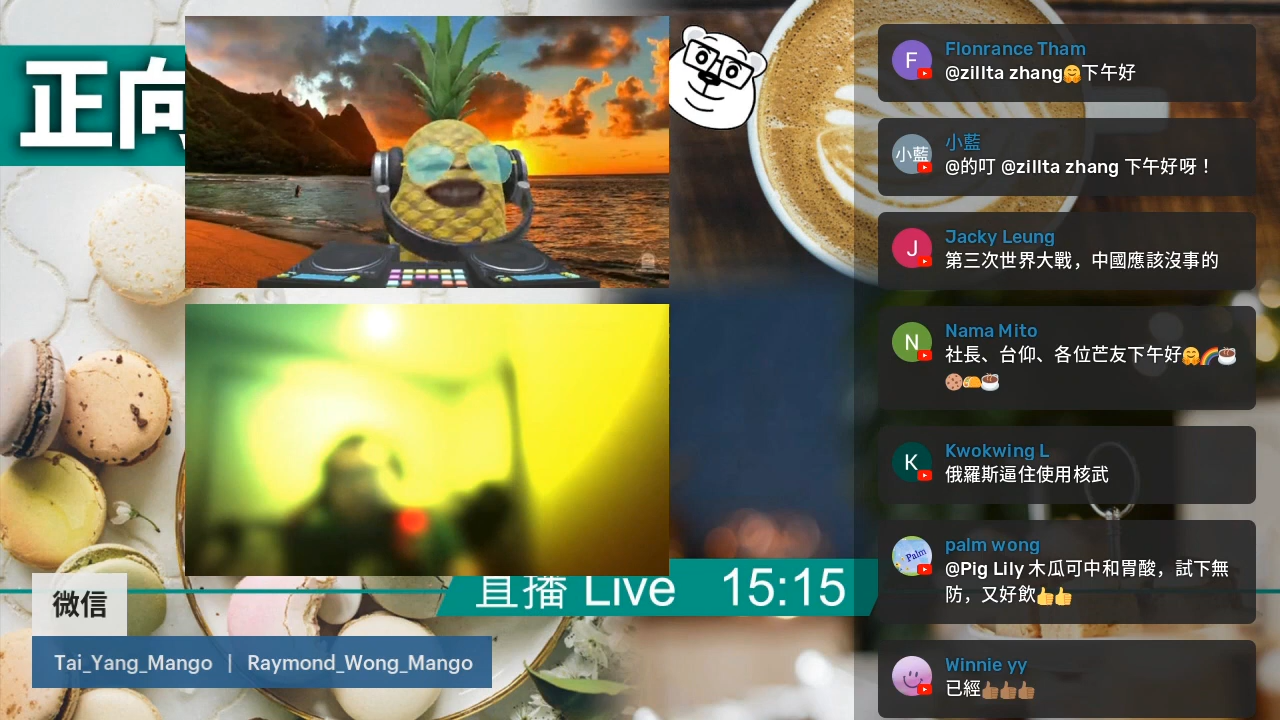 正向
Flonrance Tham
F
@zillta zhang🤗下午好
小藍
小藍
@的叮 @zillta zhang 下午好呀！
Jacky Leung
J
第三次世界大戰，中國應該沒事的
Nama Mito
N
社長、台仰、各位芒友下午好🤗🌈☕
🍪🌮☕
Kwokwing L
K
俄羅斯逼住使用核武
palm wong
Palm
@Pig Lily 木瓜可中和胃酸，試下無
防，又好飲👍👍
Winnie yy
已經👍🏽👍🏽👍🏽
直播 Live 15:15
微信
Tai_Yang_Mango | Raymond_Wong_Mango